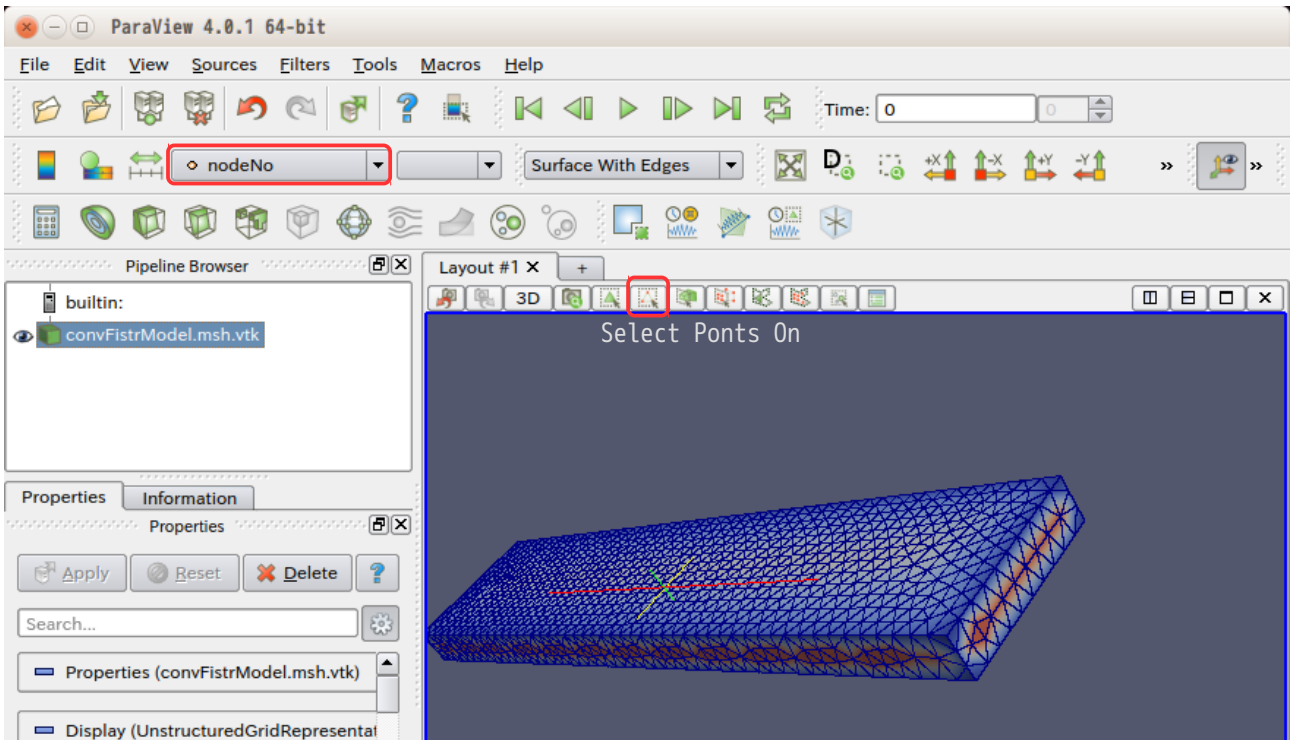 ParaView 4.0.1 64-bit
File Edit View Sources Filters Tools Macros Help
Time: 0 0
nodeNo Surface With Edges D +X -X +Y -Y » »
Pipeline Browser
builtin:
convFistrModel.msh.vtk
Properties Information
Properties
Apply Reset Delete ?
Search...
Properties (convFistrModel.msh.vtk)
Display (UnstructuredGridRepresentat
Layout #1 × +
3D
Select Ponts On